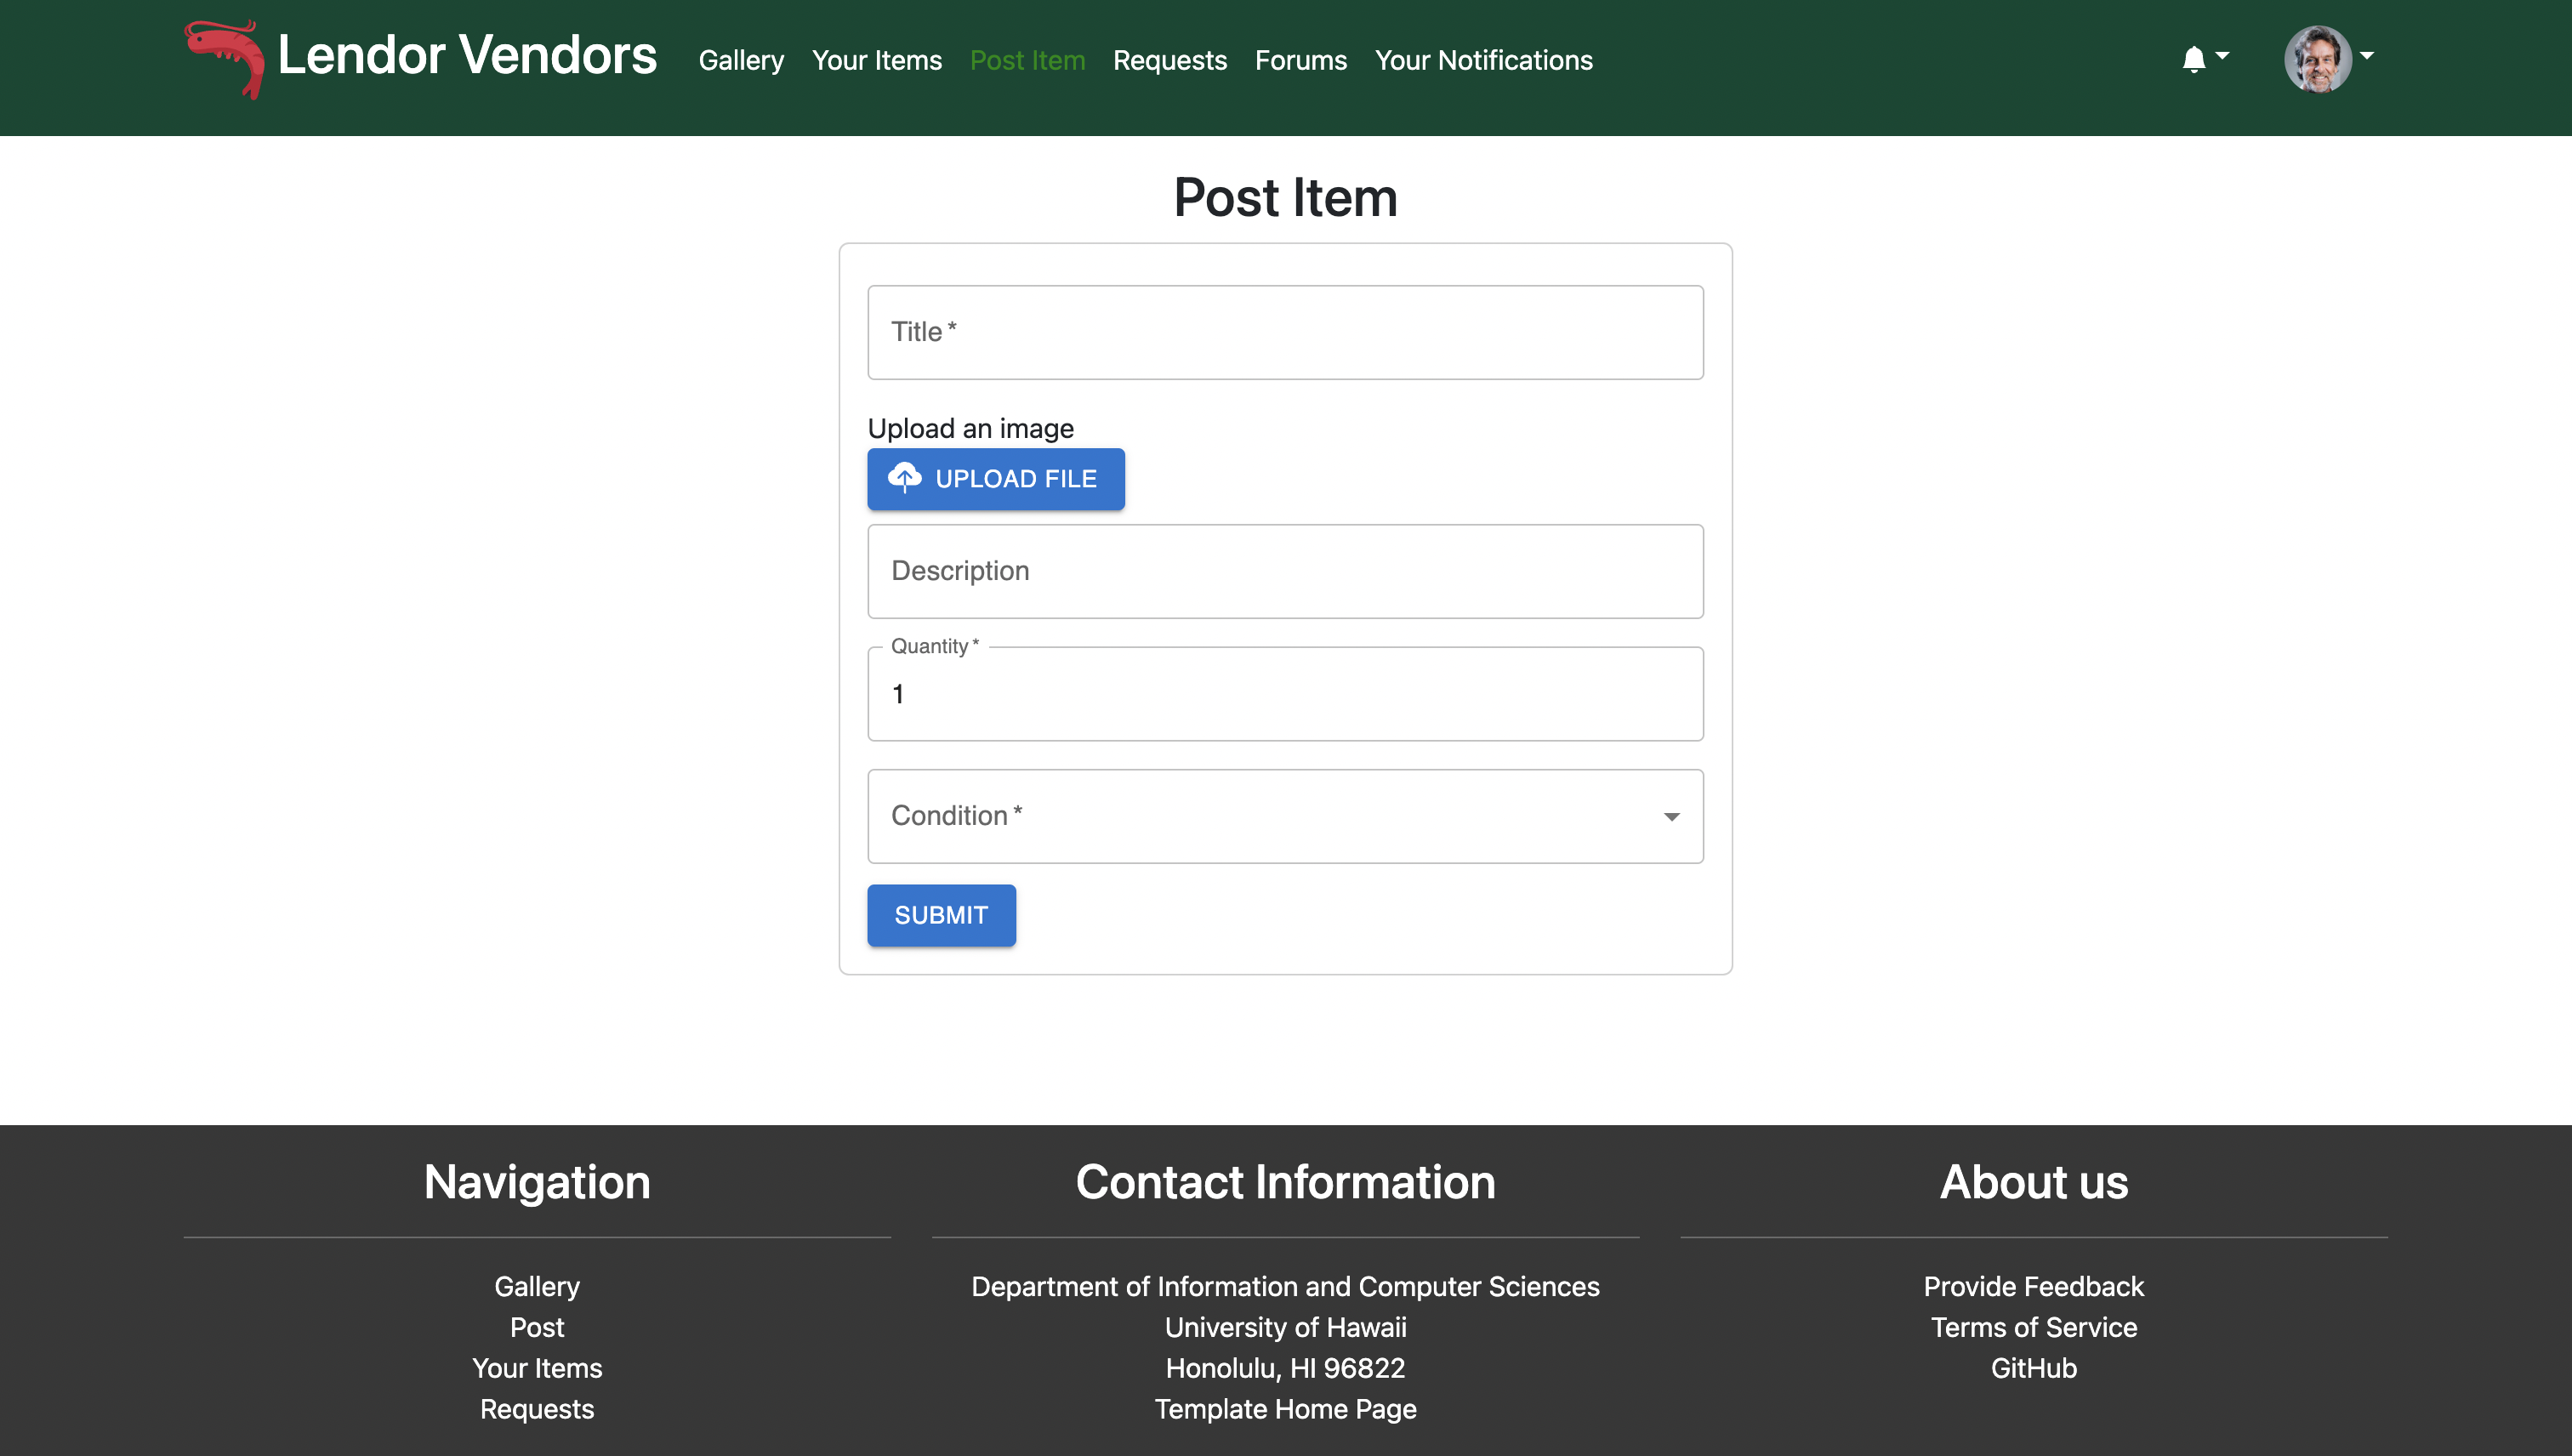 Lendor Vendors
Gallery Your Items Post Item Requests Forums Your Notifications
Post Item
Title *
Upload an image
UPLOAD FILE
Description
Quantity *
1
Condition *
SUBMIT
Navigation
Gallery
Post
Your Items
Requests
Contact Information
Department of Information and Computer Sciences
University of Hawaii
Honolulu, HI 96822
Template Home Page
About us
Provide Feedback
Terms of Service
GitHub